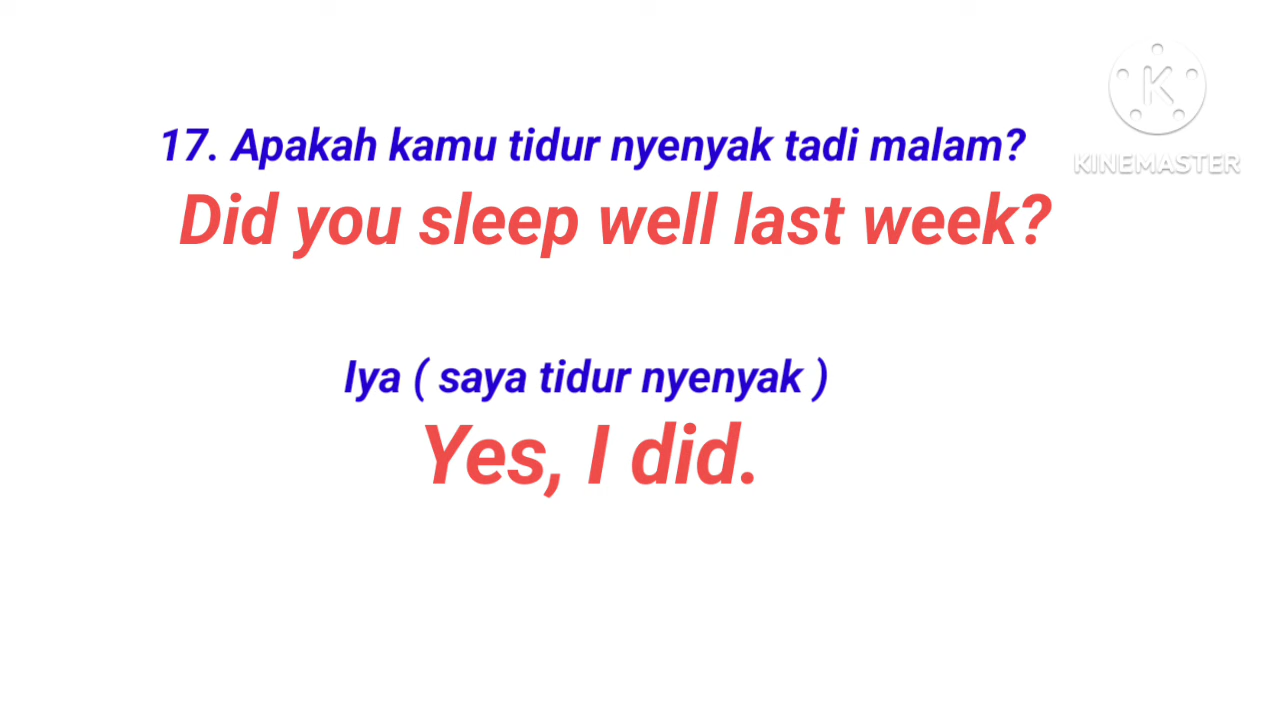 17. Apakah kamu tidur nyenyak tadi malam?
Did you sleep well last week?
Iya ( saya tidur nyenyak )
Yes, I did.
K
KINEMASTER